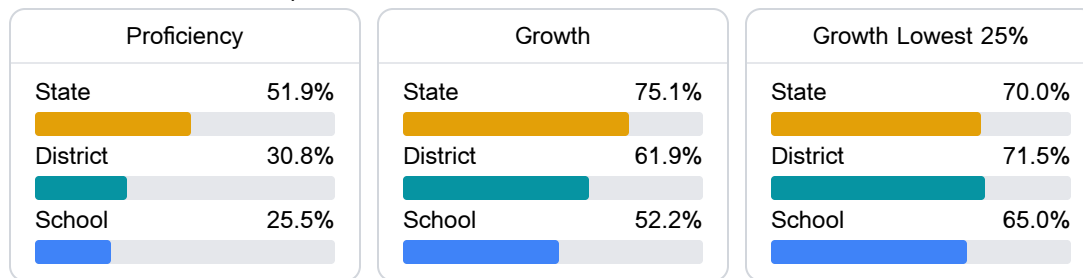 Proficiency
State 51.9%
District 30.8%
School 25.5%
Growth
State 75.1%
District 61.9%
School 52.2%
Growth Lowest 25%
State 70.0%
District 71.5%
School 65.0%